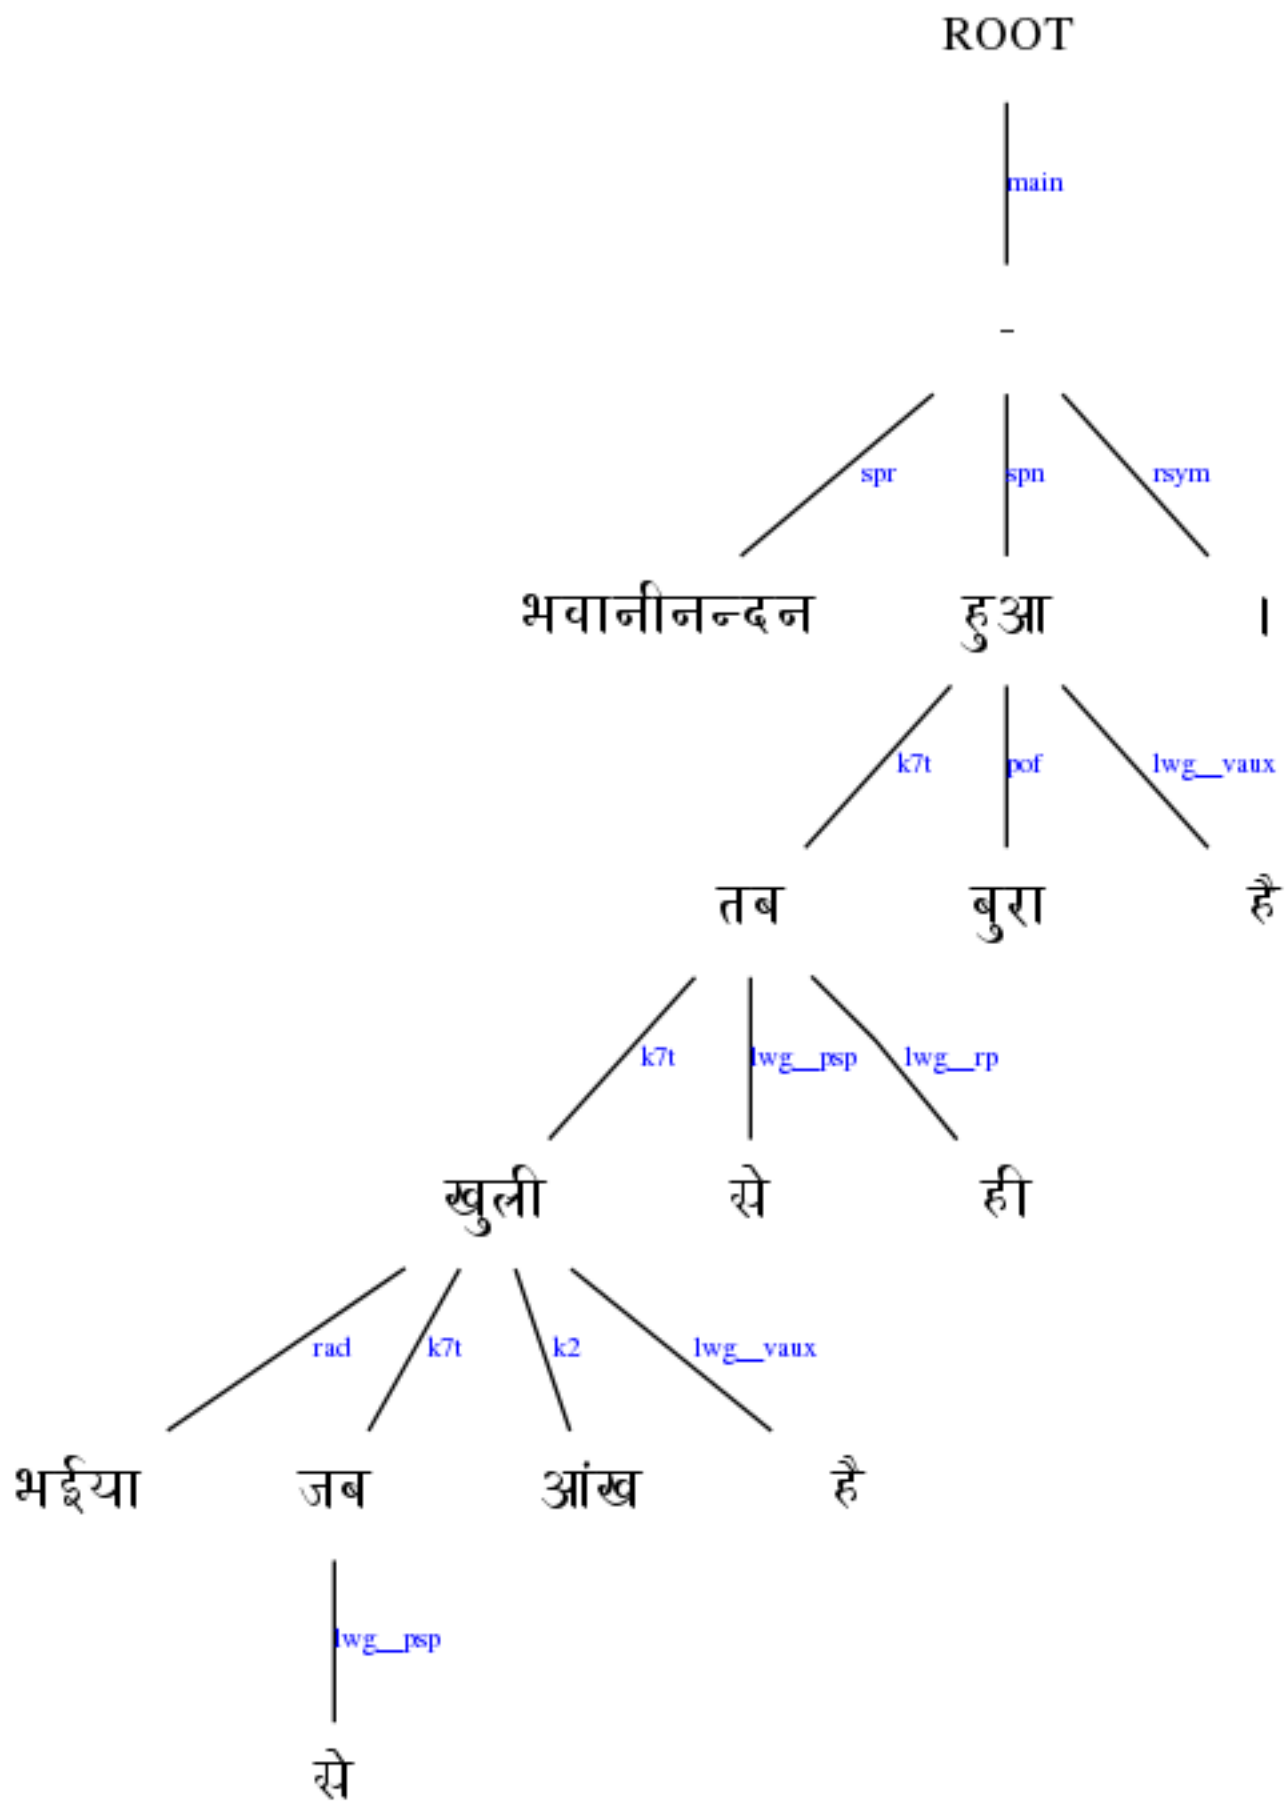 ROOT
main
-
spr spn rsym
भवानीनन्दन हुआ ।
k7t pof lwg__vaux
तब बुरा है
k7t lwg__psp lwg__rp
खुली से ही
rad k7t k2 lwg__vaux
भईया जब आंख है
lwg__psp
से